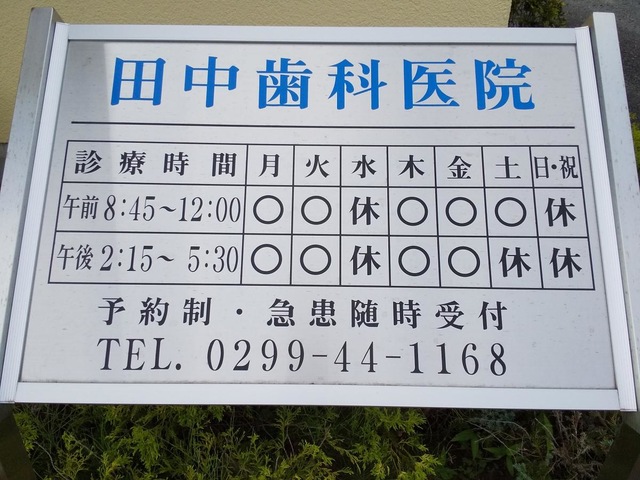 田中歯科医院
診療時間 月 火 水 木 金 土 日・祝
午前 8:45～12:00 ○ ○ 休 ○ ○ ○ 休
午後 2:15～ 5:30 ○ ○ 休 ○ ○ 休 休
予約制・急患随時受付
TEL. 0299-44-1168